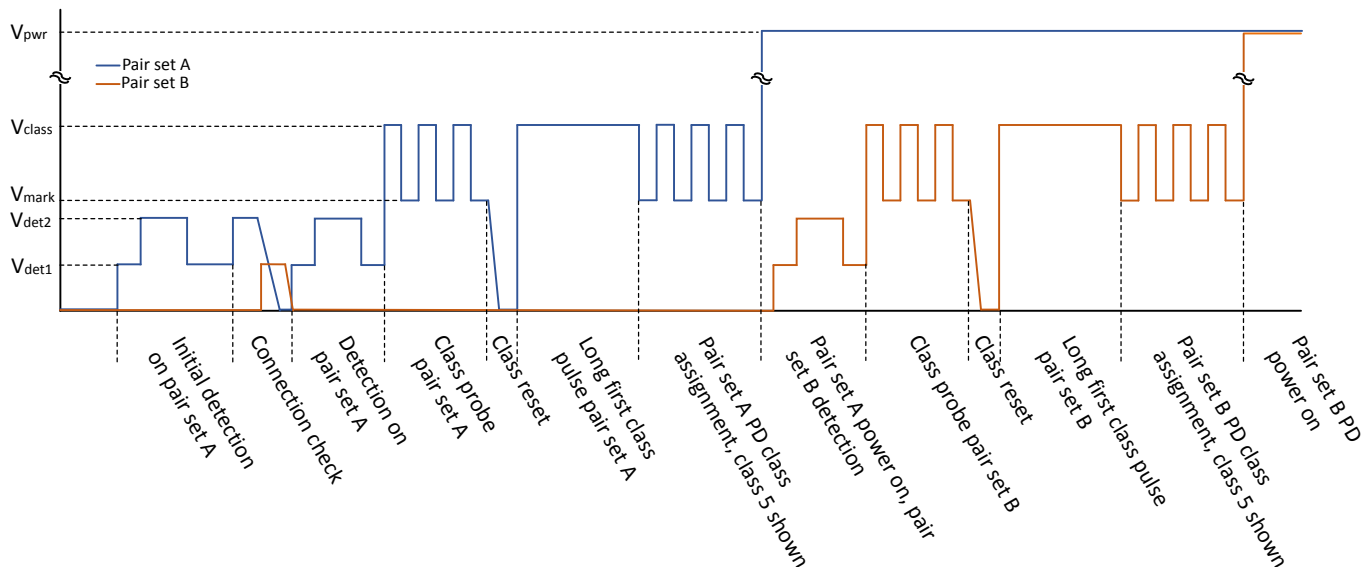 Vpwr
Pair set A
Pair set B
Vclass
Vmark
Vdet2
Vdet1
Initial detection
on pair set A
Connection check
Detection on
pair set A
Class probe
pair set A
Class reset
Long first class
pulse pair set A
Pair set A PD class
assignment, class 5 shown
Pair set A power on, pair
set B detection
Class probe pair set B
Class reset
Long first class pulse
pair set B
Pair set B PD class
assignment, class 5 shown
Pair set B PD
power on